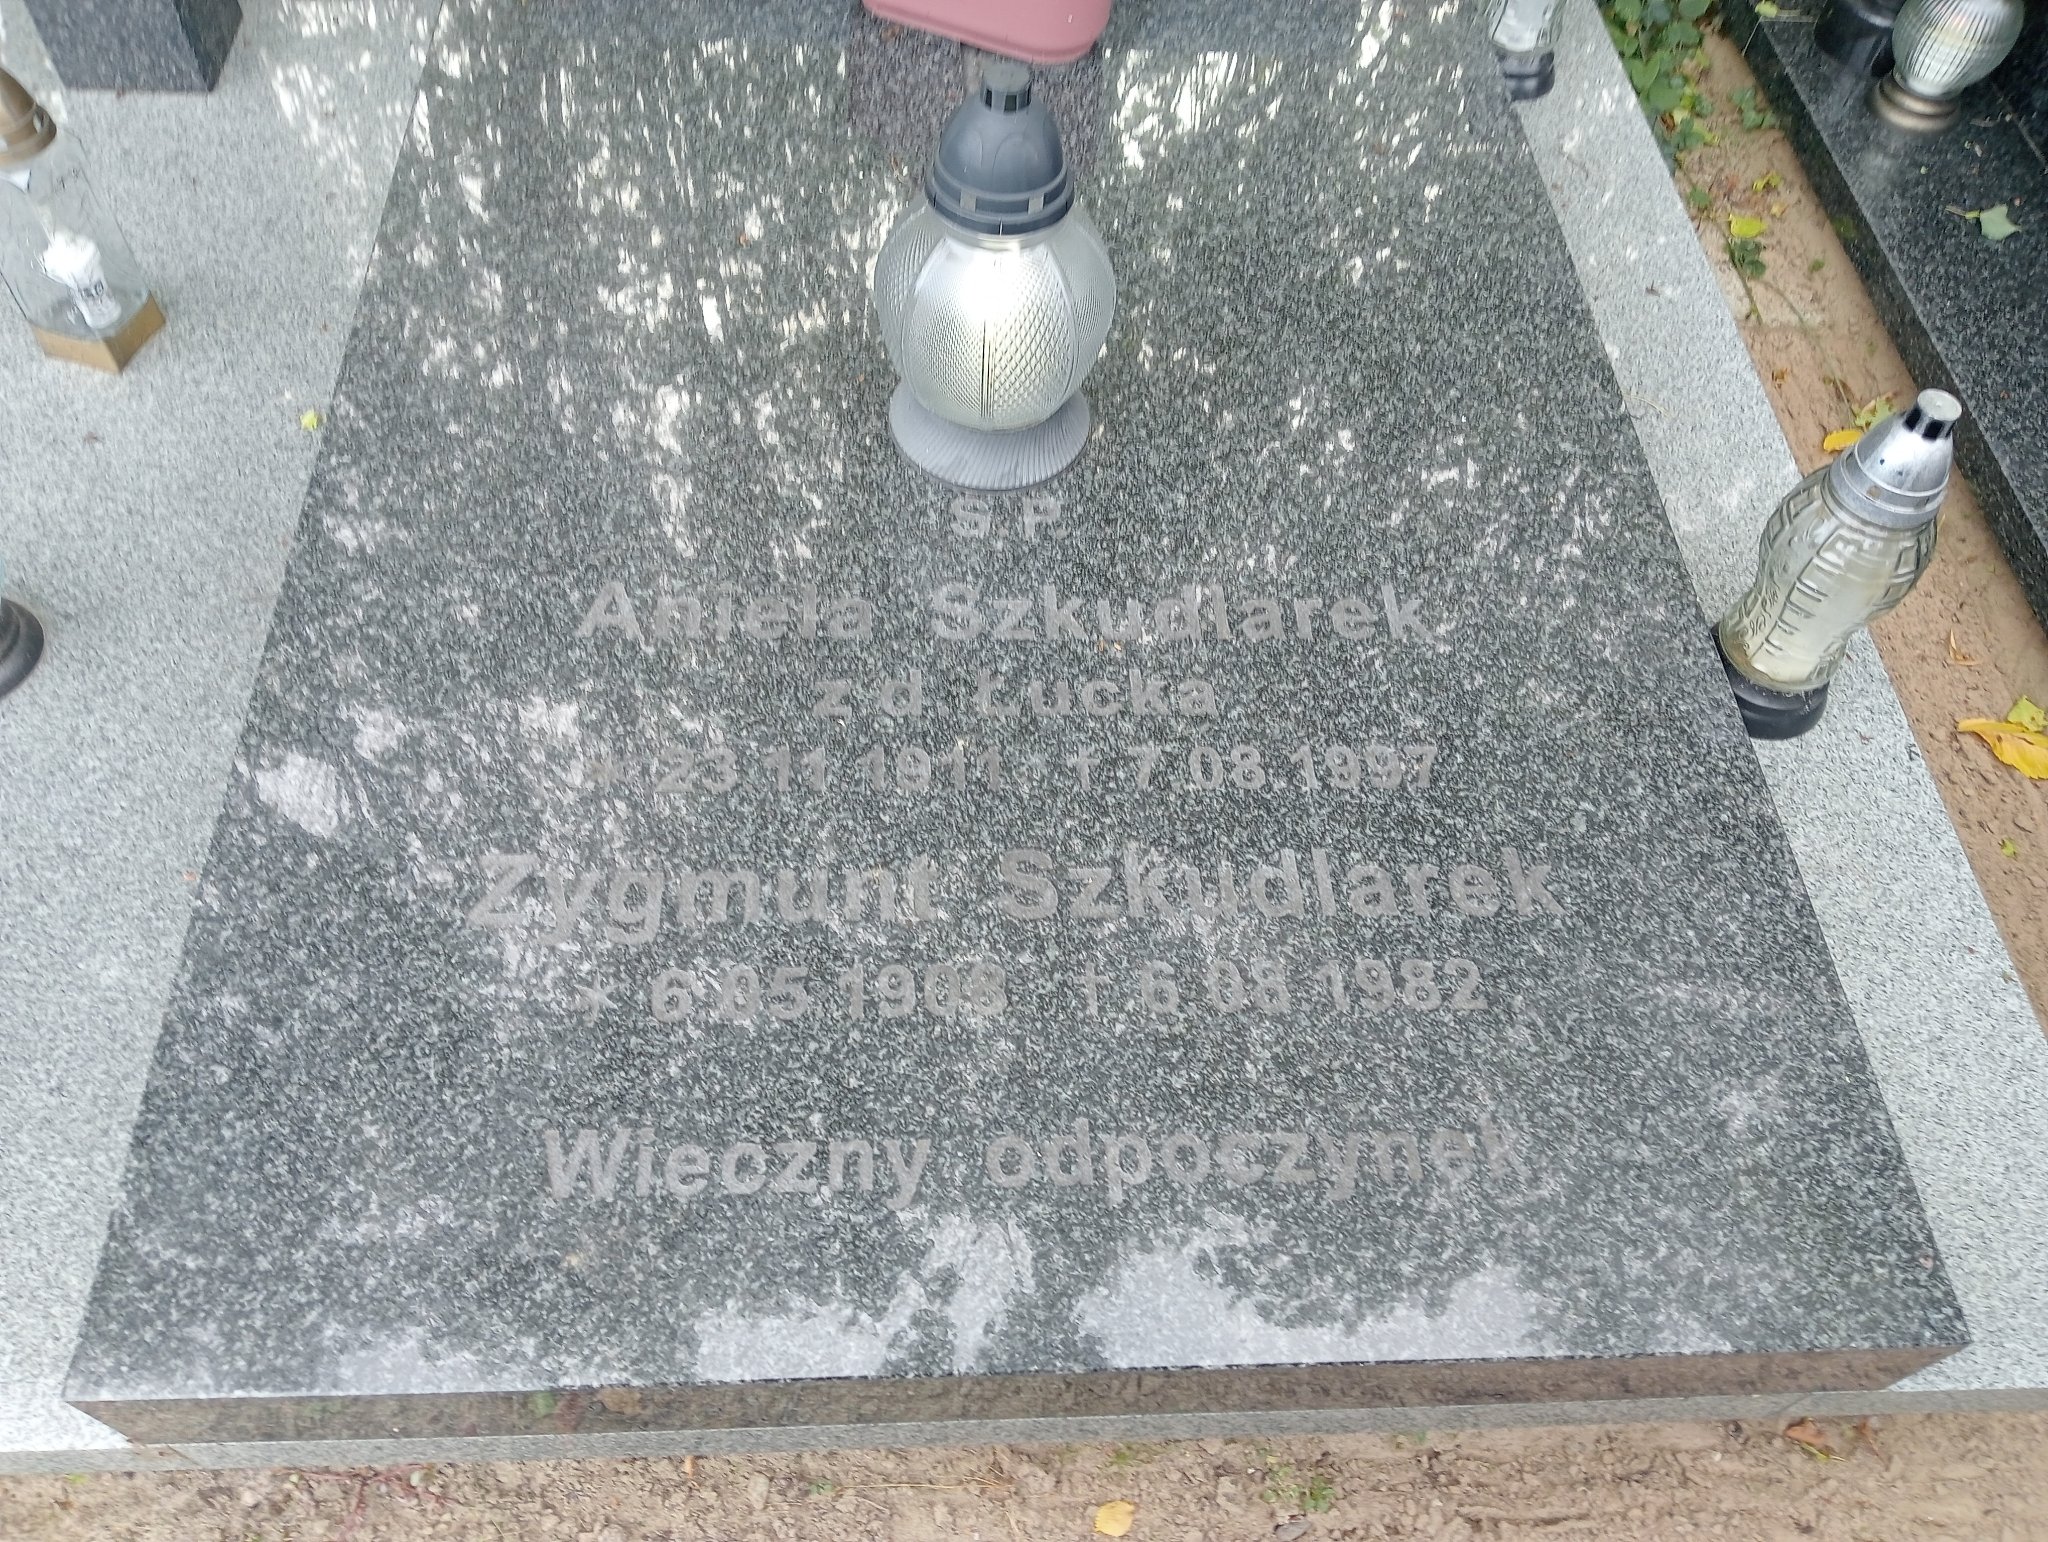 Ś.P.
Aniela Szkudlarek
z d. Łucka
* 23.11.1911 † 7.08.1997
Zygmunt Szkudlarek
* 6.05.1908 † 6.08.1982
Wieczny odpoczynek